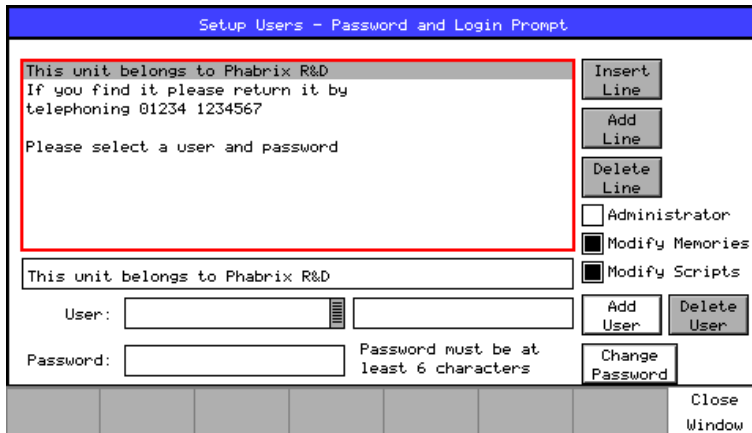 Setup Users - Password and Login Prompt
This unit belongs to Phabrix R&D
If you find it please return it by
telephoning 01234 1234567
Please select a user and password
Insert
Line
Add
Line
Delete
Line
Administrator
Modify Memories
Modify Scripts
This unit belongs to Phabrix R&D
User:
Add
User
Delete
User
Password:
Password must be at
least 6 characters
Change
Password
Close
Window